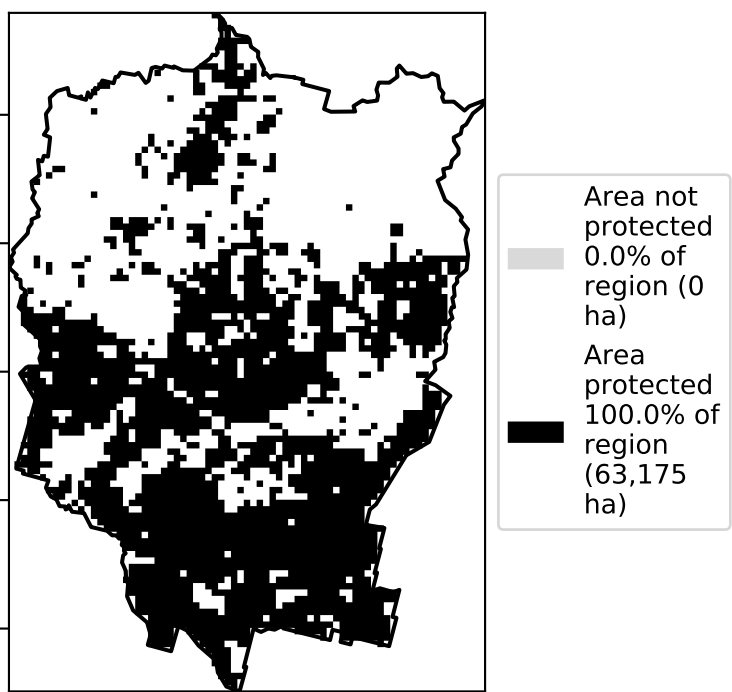 Area not
protected
0.0% of
region (0
ha)
Area
protected
100.0% of
region
(63,175
ha)